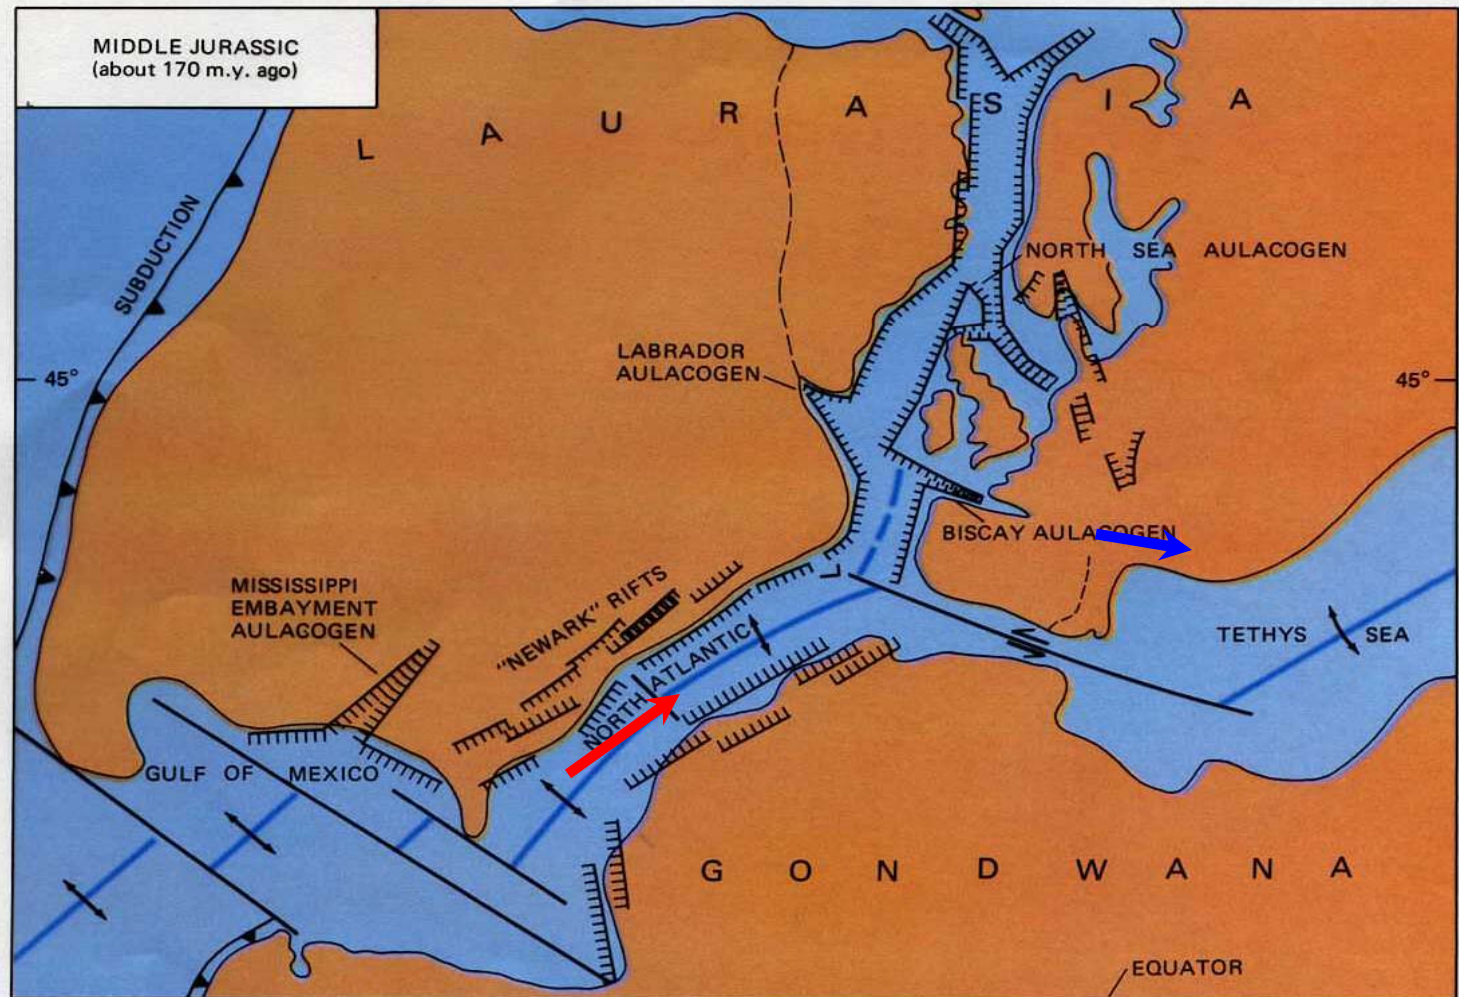 MIDDLE JURASSIC
(about 170 m.y. ago)
L A U R A S I A
SUBDUCTION
NORTH SEA AULACOGEN
LABRADOR
AULACOGEN
45°
45°
BISCAY AULACOGEN
MISSISSIPPI
EMBAYMENT
AULACOGEN
"NEWARK" RIFTS
NORTH ATLANTIC
TETHYS SEA
GULF OF MEXICO
G O N D W A N A
EQUATOR